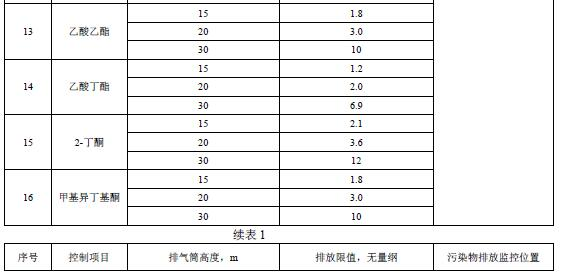 13 乙酸乙酯 15 1.8
20 3.0
30 10
14 乙酸丁酯 15 1.2
20 2.0
30 6.9
15 2-丁酮 15 2.1
20 3.6
30 12
16 甲基异丁基酮 15 1.8
20 3.0
30 10
续表 1
序号 控制项目 排气筒高度，m 排放限值，无量纲 污染物排放监控位置